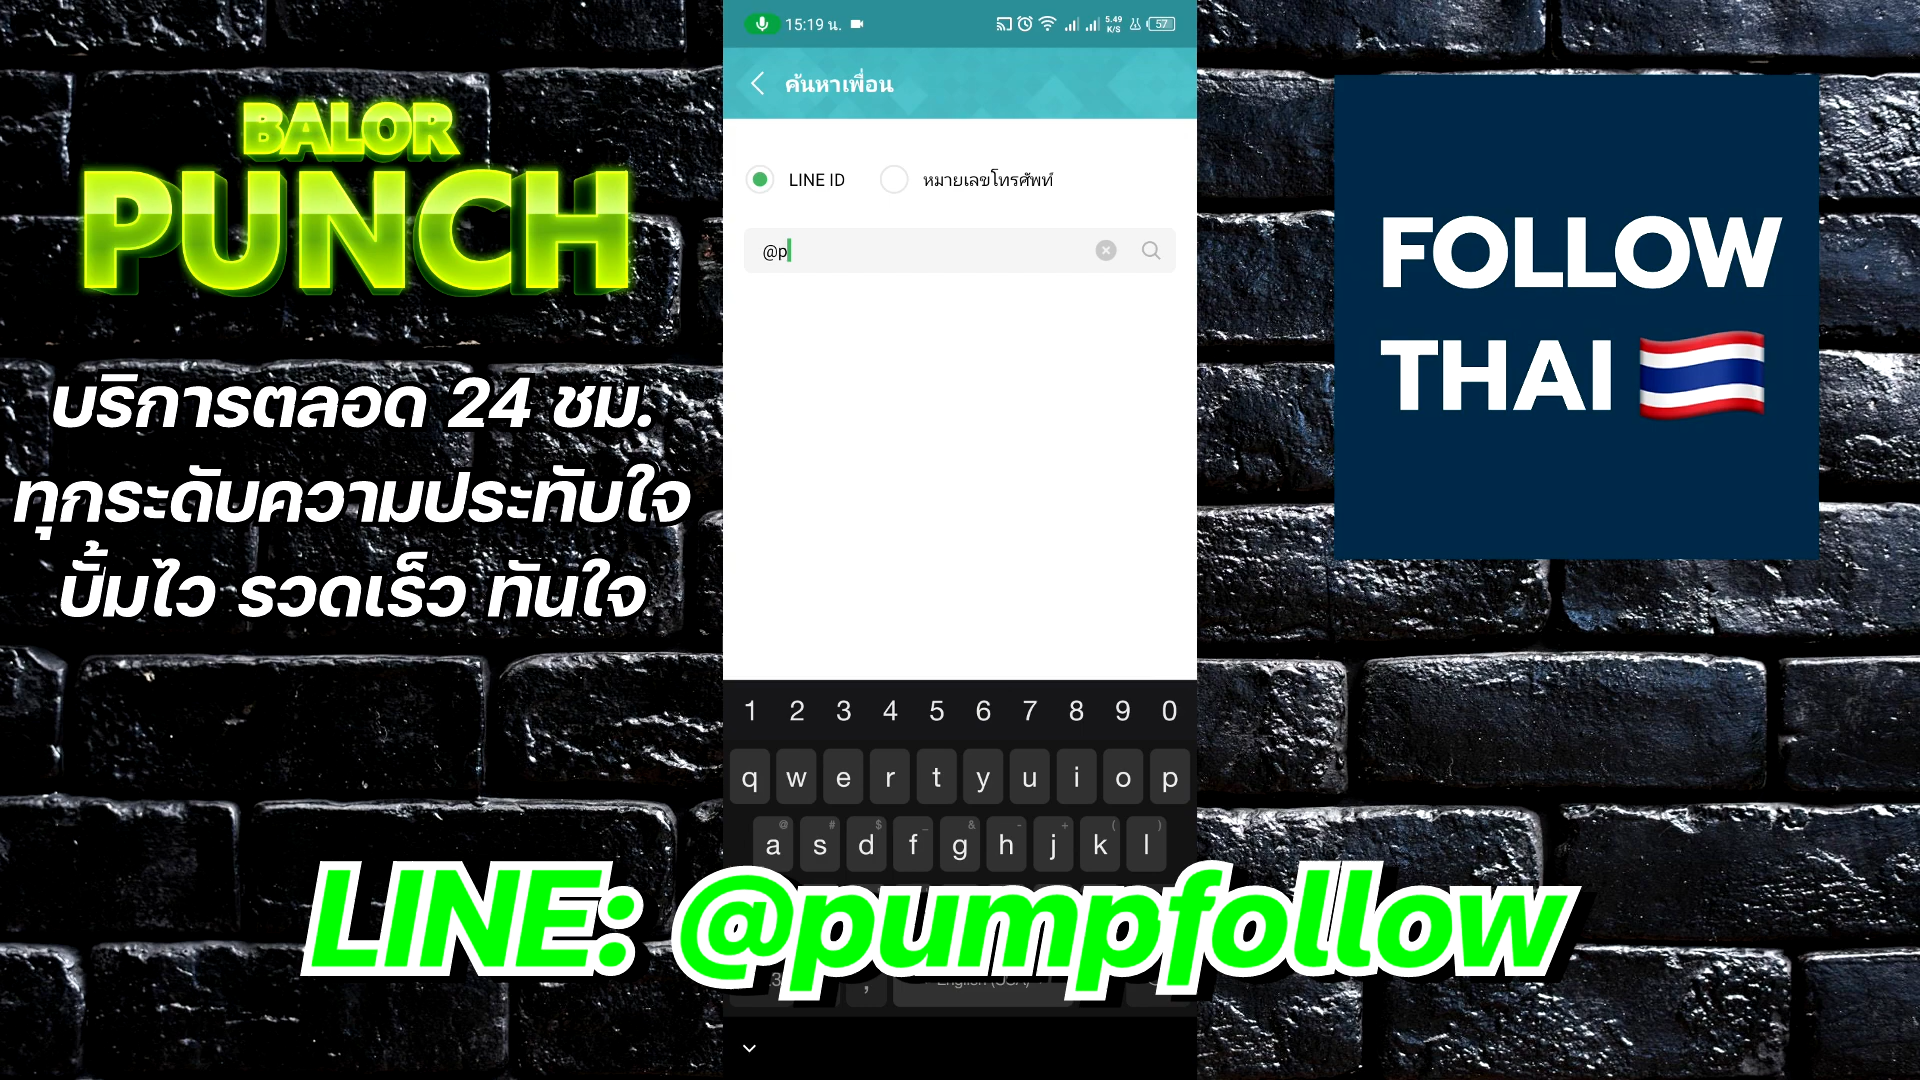 BALOR
PUNCH
บริการตลอด 24 ชม.
ทุกระดับความประทับใจ
ปั้มไว รวดเร็ว ทันใจ
15:19 น.
5.49
K/S
57
ค้นหาเพื่อน
LINE ID
หมายเลขโทรศัพท์
@p
1 2 3 4 5 6 7 8 9 0
q w e r t y u i o p
@ # $ _ & - + ( )
a s d f g h j k l
FOLLOW
THAI
LINE: @pumpfollow